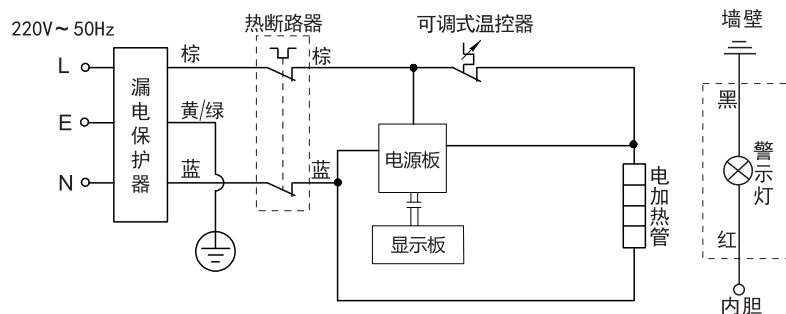 220V~ 50Hz
热断路器
可调式温控器
墙壁
L
棕
棕
漏电保护器
黑
E
黄/绿
电源板
警示灯
N
蓝
蓝
电加热管
显示板
红
内胆